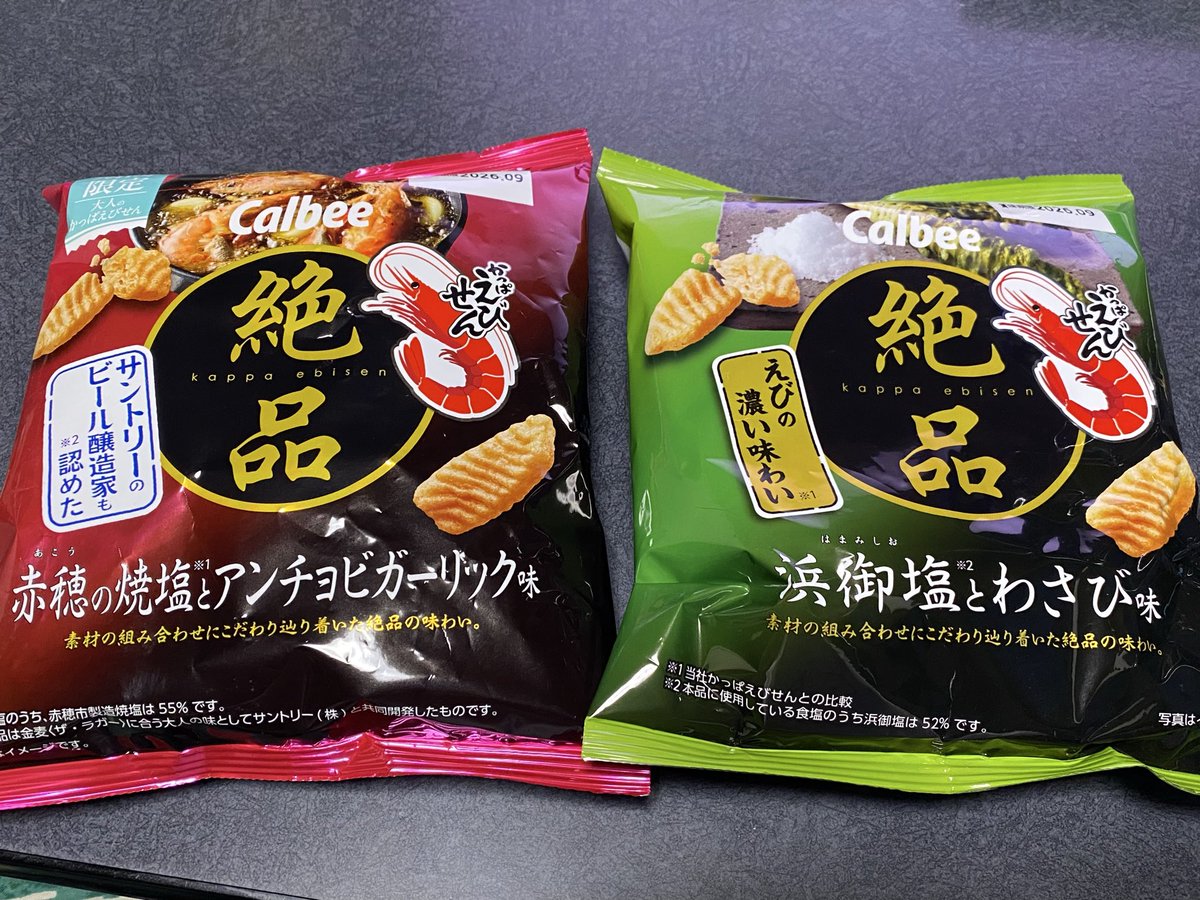 限定
大人の
かっぱえびせん
2026.09
Calbee
かっぱ
えび
せん
絶
kappa ebisen
品
サントリーの
ビール醸造家も
※2認めた
あこう
赤穂の焼塩※1とアンチョビガーリック味
素材の組み合わせにこだわり辿り着いた絶品の味わい。
塩のうち、赤穂市製造焼塩は55%です。
品は金麦〈ザ・ラガー〉に合う大人の味としてサントリー(株)と共同開発したものです。
イメージです。
2026.09
Calbee
かっぱ
えび
せん
絶
kappa ebisen
品
えびの
濃い味わい※1
はまみしお
浜御塩※2とわさび味
素材の組み合わせにこだわり辿り着いた絶品の味わい。
※1 当社かっぱえびせんとの比較
※2 本品に使用している食塩のうち浜御塩は52%です。
写真は